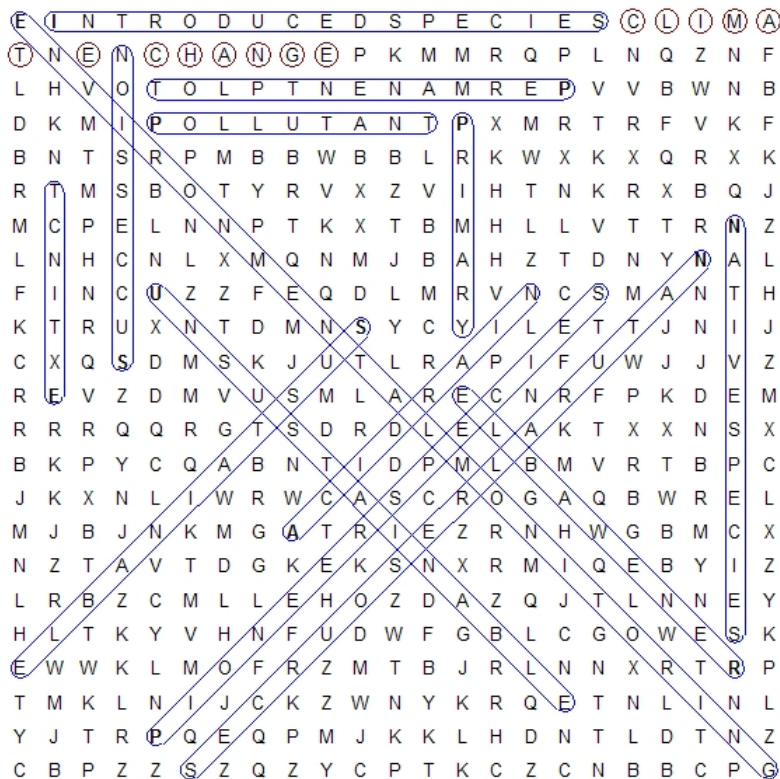 E I N T R O D U C E D S P E C I E S C L I M A
T N E N C H A N G E P K M M R Q P L N Q Z N F
L H V O T O L P T N E N A M R E P V V B W N B
D K M I P O L L U T A N T P X M R T R F V K F
B N T S R P M B B W B B L R K W X K X Q R X K
R T M S B O T Y R V X Z V I H T N K R X B Q J
M C P E L N N P T K X T B M H L L V T T R N Z
L N H C N L X M Q N M J B A H Z T D N Y N A L
F I N C U Z Z F E Q D L M R V N C S M A N T H
K T R U X N T D M N S Y C Y I L E T T J N I J
C X Q S D M S K J U T L R A P I F U W J J V Z
R E V Z D M V U S M L A R E C N R F P K D E M
R R R Q Q R G T S D R D L E L A K T X X N S X
B K P Y C Q A B N T I D P M L B M V R T B P C
J K X N L I W R W C A S C R O G A Q B W R E L
M J B J N K M G A T R I E Z R N H W G B M C X
N Z T A V T D G K E K S N X R M I Q E B Y I Z
L R B Z C M L L E H O Z D A Z Q J T L N N E Y
H L T K Y V H N F U D W F G B L C G O W E S K
E W W K L M O F R Z M T B J R L N N X R T R P
T M K L N I J C K Z W N Y K R Q E T N L I N L
Y J T R P Q E Q P M J K K L H D N T L D T N Z
C B P Z Z S Z Q Z Y C P T K C Z C N B B C P G